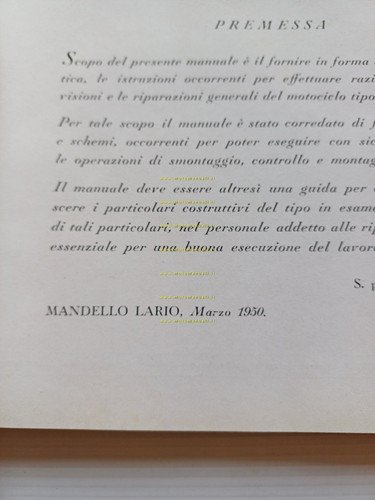 PREMESSA
Scopo del presente manuale è il fornire in forma
tica, le istruzioni occorrenti per effettuare razi
visioni e le riparazioni generali del motociclo tipo
Per tale scopo il manuale è stato corredato di f
e schemi, occorrenti per poter eseguire con sic
le operazioni di smontaggio, controllo e montag
Il manuale deve essere altresì una guida per
scere i particolari costruttivi del tipo in esame
di tali particolari, nel personale addetto alle rip
essenziale per una buona esecuzione del lavor
S. p
MANDELLO LARIO, Marzo 1950.